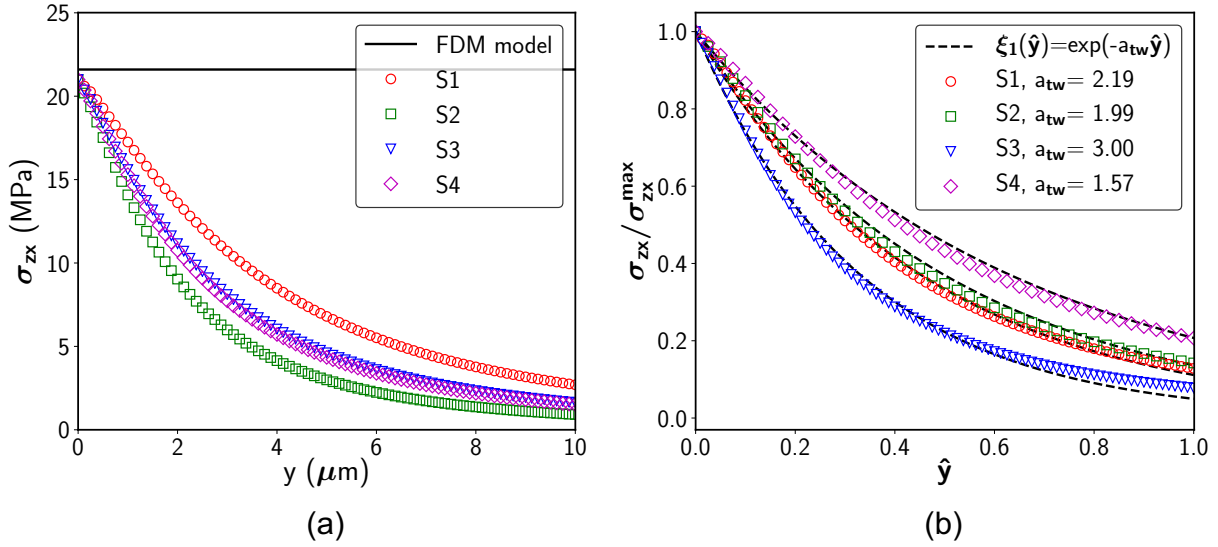 25
20
15
10
5
0
σzx (MPa)
FDM model
S1
S2
S3
S4
0 2 4 6 8 10
y (μm)
(a)
1.0
0.8
0.6
0.4
0.2
0.0
σzx/σzx^max
ξ1(ŷ)=exp(-atwŷ)
S1, atw= 2.19
S2, atw= 1.99
S3, atw= 3.00
S4, atw= 1.57
0.0 0.2 0.4 0.6 0.8 1.0
ŷ
(b)